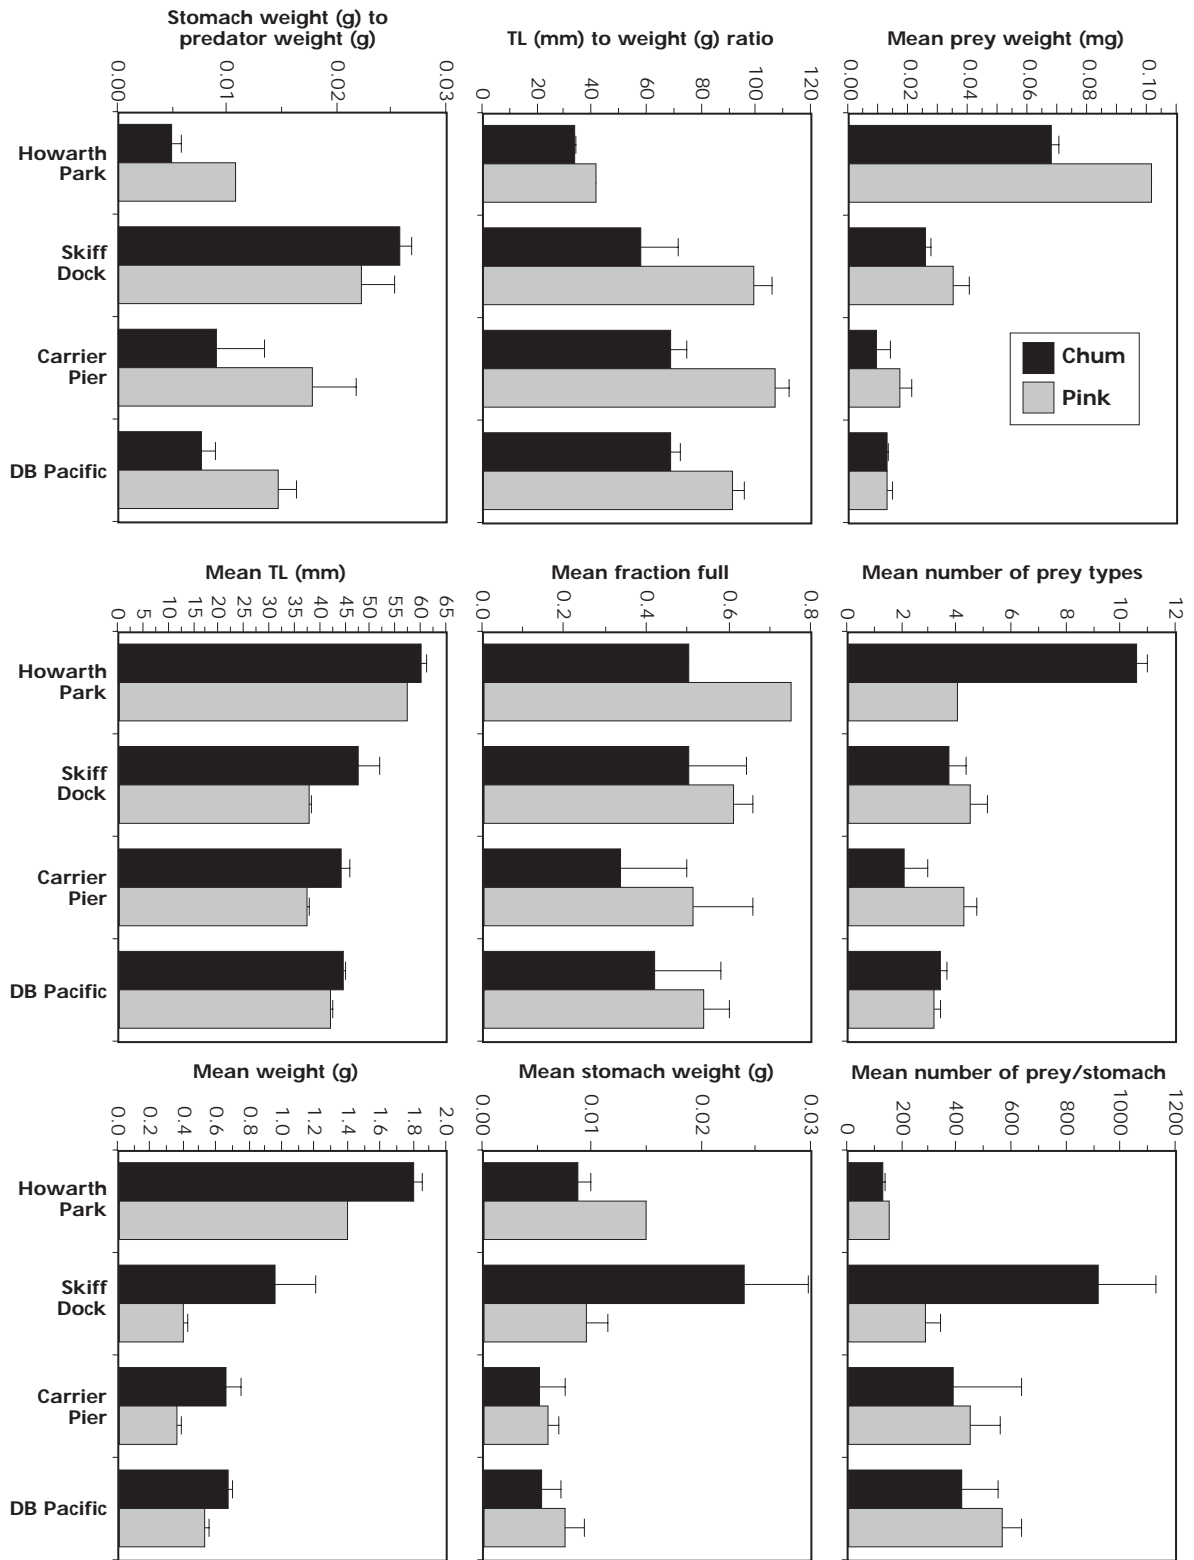 Stomach weight (g) to
predator weight (g)
0.00 0.01 0.02 0.03
TL (mm) to weight (g) ratio
0 20 40 60 80 100 120
Mean prey weight (mg)
0.00 0.02 0.04 0.06 0.08 0.10
Howarth
Park
Skiff
Dock
Carrier
Pier
DB Pacific
Chum
Pink
Mean TL (mm)
0 5 10 15 20 25 30 35 40 45 50 55 60 65
Mean fraction full
0.0 0.2 0.4 0.6 0.8
Mean number of prey types
0 2 4 6 8 10 12
Howarth
Park
Skiff
Dock
Carrier
Pier
DB Pacific
Mean weight (g)
0.0 0.2 0.4 0.6 0.8 1.0 1.2 1.4 1.6 1.8 2.0
Mean stomach weight (g)
0.00 0.01 0.02 0.03
Mean number of prey/stomach
0 200 400 600 800 1000 1200
Howarth
Park
Skiff
Dock
Carrier
Pier
DB Pacific